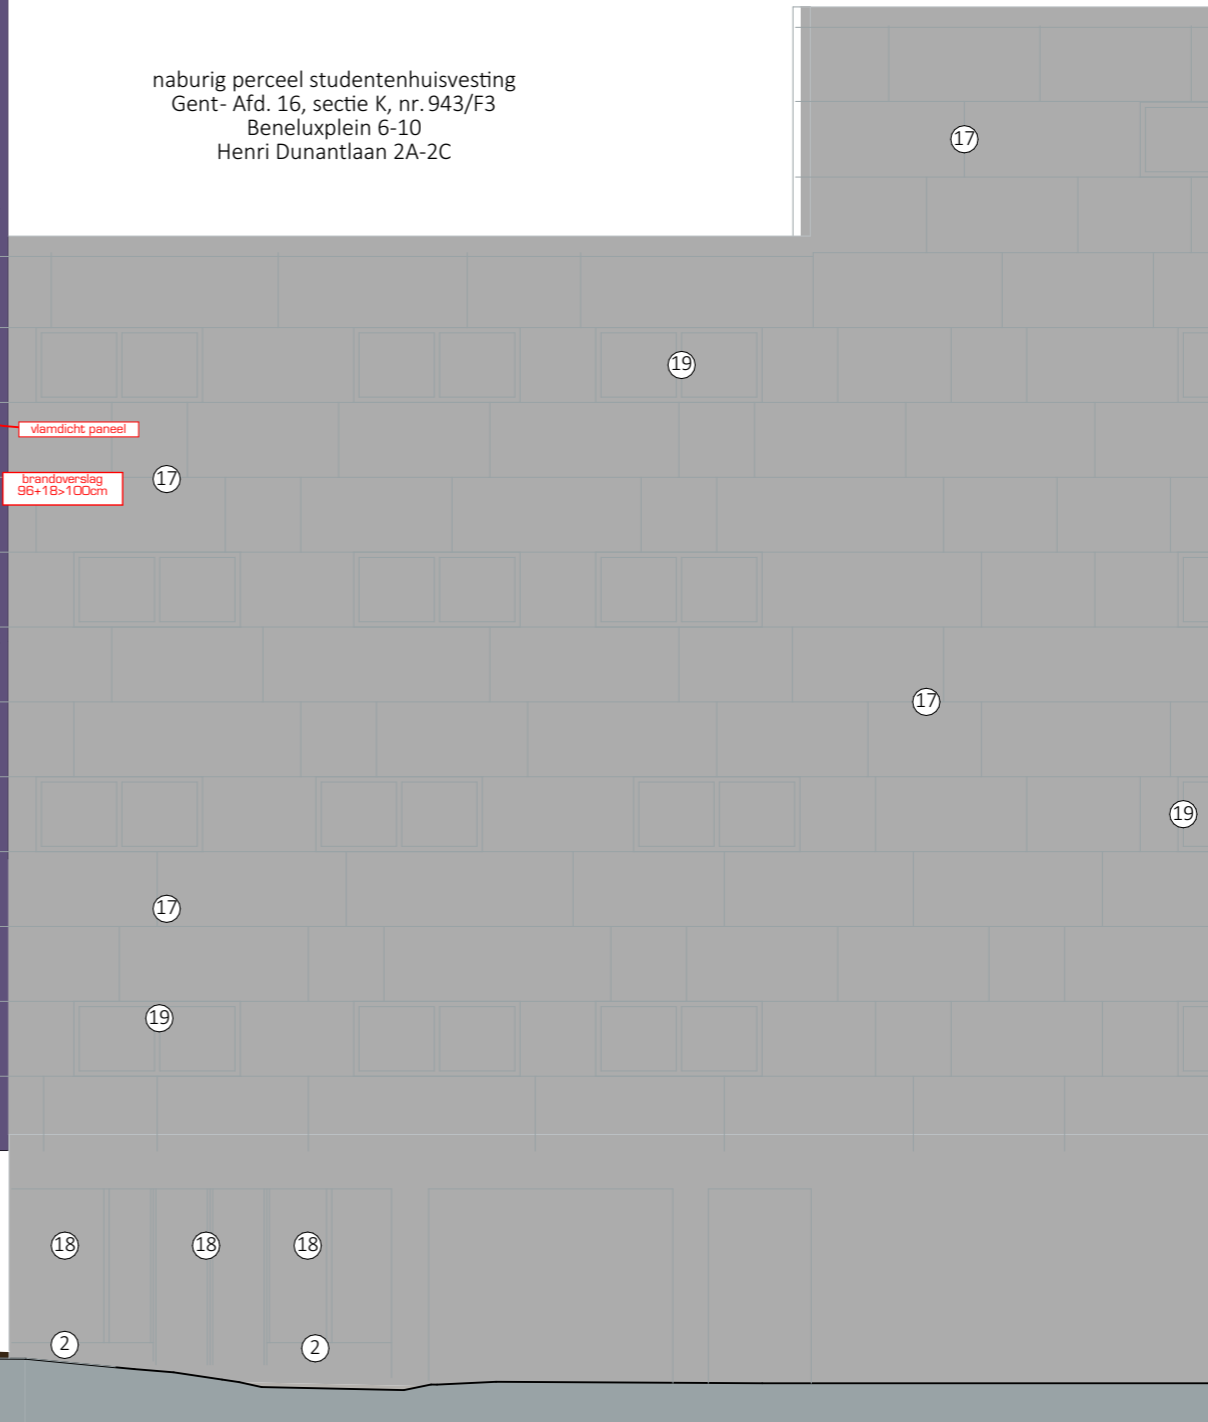 naburig perceel studentenhuisvesting
Gent- Afd. 16, sectie K, nr. 943/F3
Beneluxplein 6-10
Henri Dunantlaan 2A-2C
17
19
vlamdicht paneel
17
brandoverslag
96+18>100cm
17
19
17
19
18
18
18
2
2